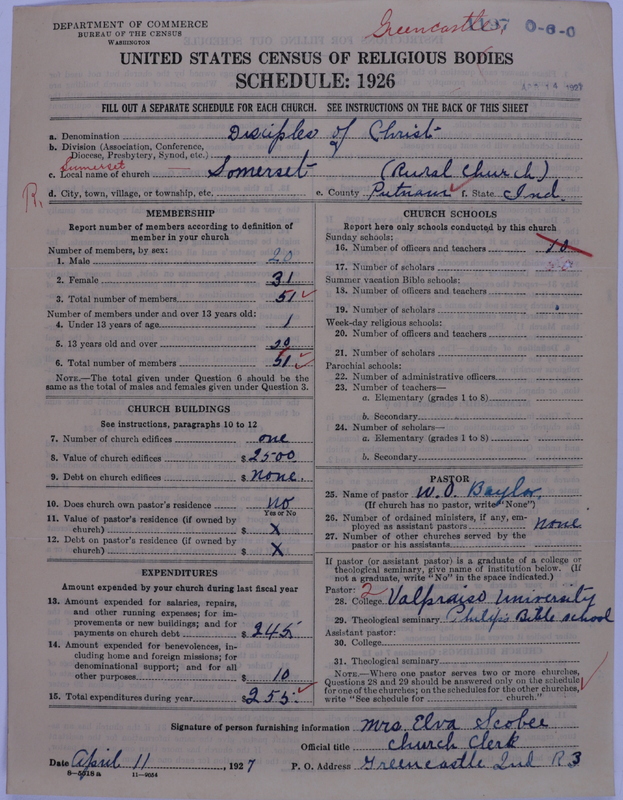 DEPARTMENT OF COMMERCE
BUREAU OF THE CENSUS
WASHINGTON
Greencastle, 0-6-0
UNITED STATES CENSUS OF RELIGIOUS BODIES
SCHEDULE: 1926
FILL OUT A SEPARATE SCHEDULE FOR EACH CHURCH. SEE INSTRUCTIONS ON THE BACK OF THIS SHEET
a. Denomination Disciples of Christ
b. Division (Association, Conference,
Diocese, Presbytery, Synod, etc.)
Sumerset
c. Local name of church Somerset (Rural Church)
R,
d. City, town, village, or township, etc. e. County Putnam f. State Ind.
MEMBERSHIP
Report number of members according to definition of
member in your church
Number of members, by sex:
1. Male 20
2. Female 31
3. Total number of members 51
Number of members under and over 13 years old:
4. Under 13 years of age 1
5. 13 years old and over
6. Total number of members 51
NOTE.—The total given under Question 6 should be the
same as the total of males and females given under Question 3.
CHURCH BUILDINGS
See instructions, paragraphs 10 to 12
7. Number of church edifices one
8. Value of church edifices $2500
9. Debt on church edifices $none.
10. Does church own pastor's residence no
Yes or No
11. Value of pastor's residence (if owned by
church) $ X
12. Debt on pastor's residence (if owned by
church) $ X
EXPENDITURES
Amount expended by your church during last fiscal year
13. Amount expended for salaries, repairs,
and other running expenses; for im-
provements or new buildings; and for
payments on church debt $245
14. Amount expended for benevolences, in-
cluding home and foreign missions; for
denominational support; and for all
other purposes $10
15. Total expenditures during year $255
CHURCH SCHOOLS
Report here only schools conducted by this church
Sunday schools:
16. Number of officers and teachers 10
17. Number of scholars
Summer vacation Bible schools:
18. Number of officers and teachers
19. Number of scholars
Week-day religious schools:
20. Number of officers and teachers
21. Number of scholars
Parochial schools:
22. Number of administrative officers
23. Number of teachers—
a. Elementary (grades 1 to 8)
b. Secondary
24. Number of scholars—
a. Elementary (grades 1 to 8)
b. Secondary
PASTOR
25. Name of pastor W. O. Baylor
(If church has no pastor, write "None")
26. Number of ordained ministers, if any, em-
ployed as assistant pastors none
27. Number of other churches served by the
pastor or his assistants
If pastor (or assistant pastor) is a graduate of a college or
theological seminary, give name of institution below. (If
not a graduate, write "No" in the space indicated.)
Pastor: 2
28. College Valpraiso University
29. Theological seminary Philip's Bible school
Assistant pastor:
30. College
31. Theological seminary
NOTE.—Where one pastor serves two or more churches,
Questions 28 and 29 should be answered only on the schedule
for one of the churches; on the schedules for the other churches,
write "See schedule for church."
Signature of person furnishing information Mrs. Elva Scobee
Official title Church Clerk
Date April 11, 1927 P. O. Address Greencastle Ind R 3
8-5018 a 11-9054